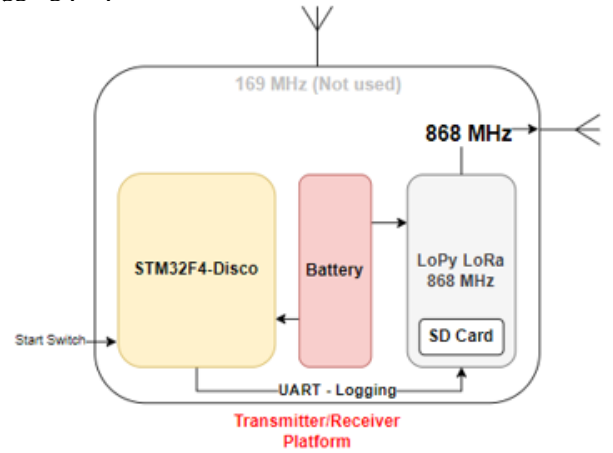 169 MHz (Not used)
868 MHz
STM32F4-Disco
Battery
LoPy LoRa
868 MHz
SD Card
Start Switch
UART - Logging
Transmitter/Receiver
Platform